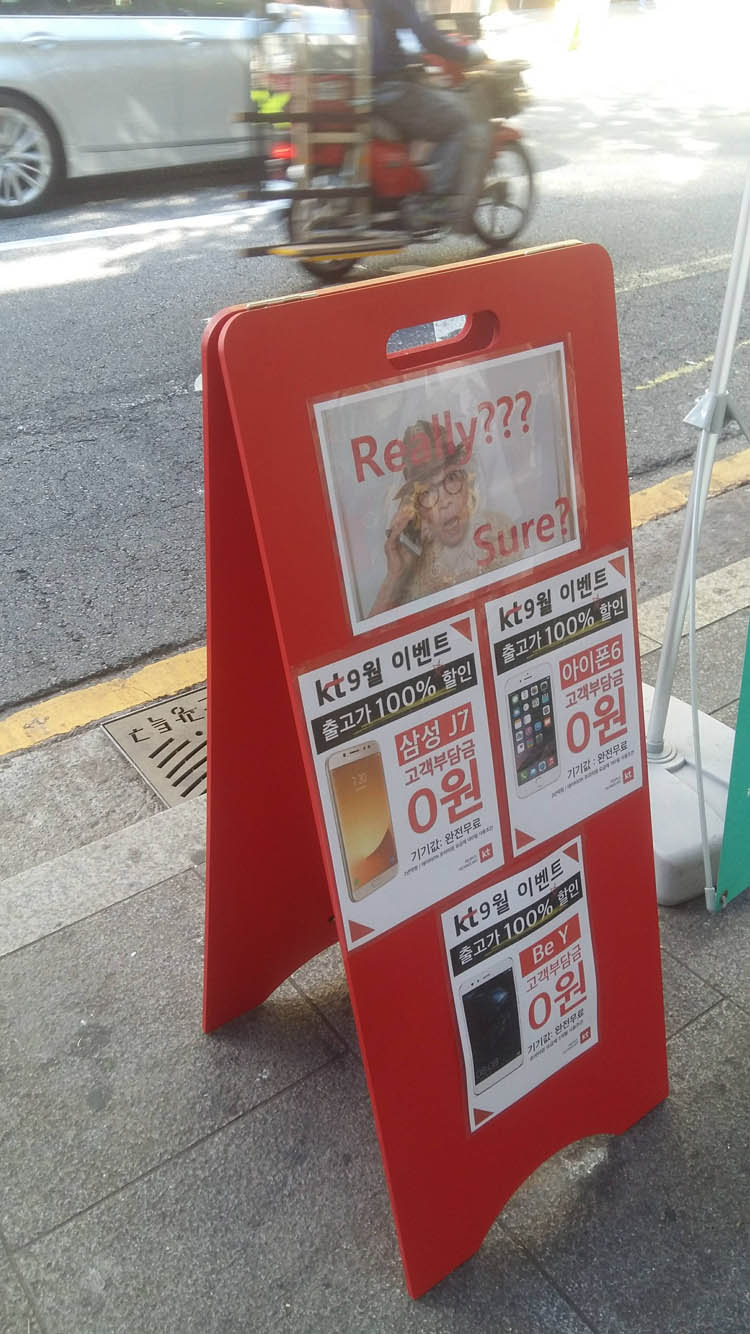 Really???
Sure?
kt9월 이벤트
출고가 100% 할인
삼성 J7
고객부담금
0원
기기값: 완전무료
kt
kt9월 이벤트
출고가 100% 할인
아이폰6
고객부담금
0원
기기값 : 완전무료
kt
kt9월 이벤트
출고가 100% 할인
Be Y
고객부담금
0원
기기값 : 완전무료
kt